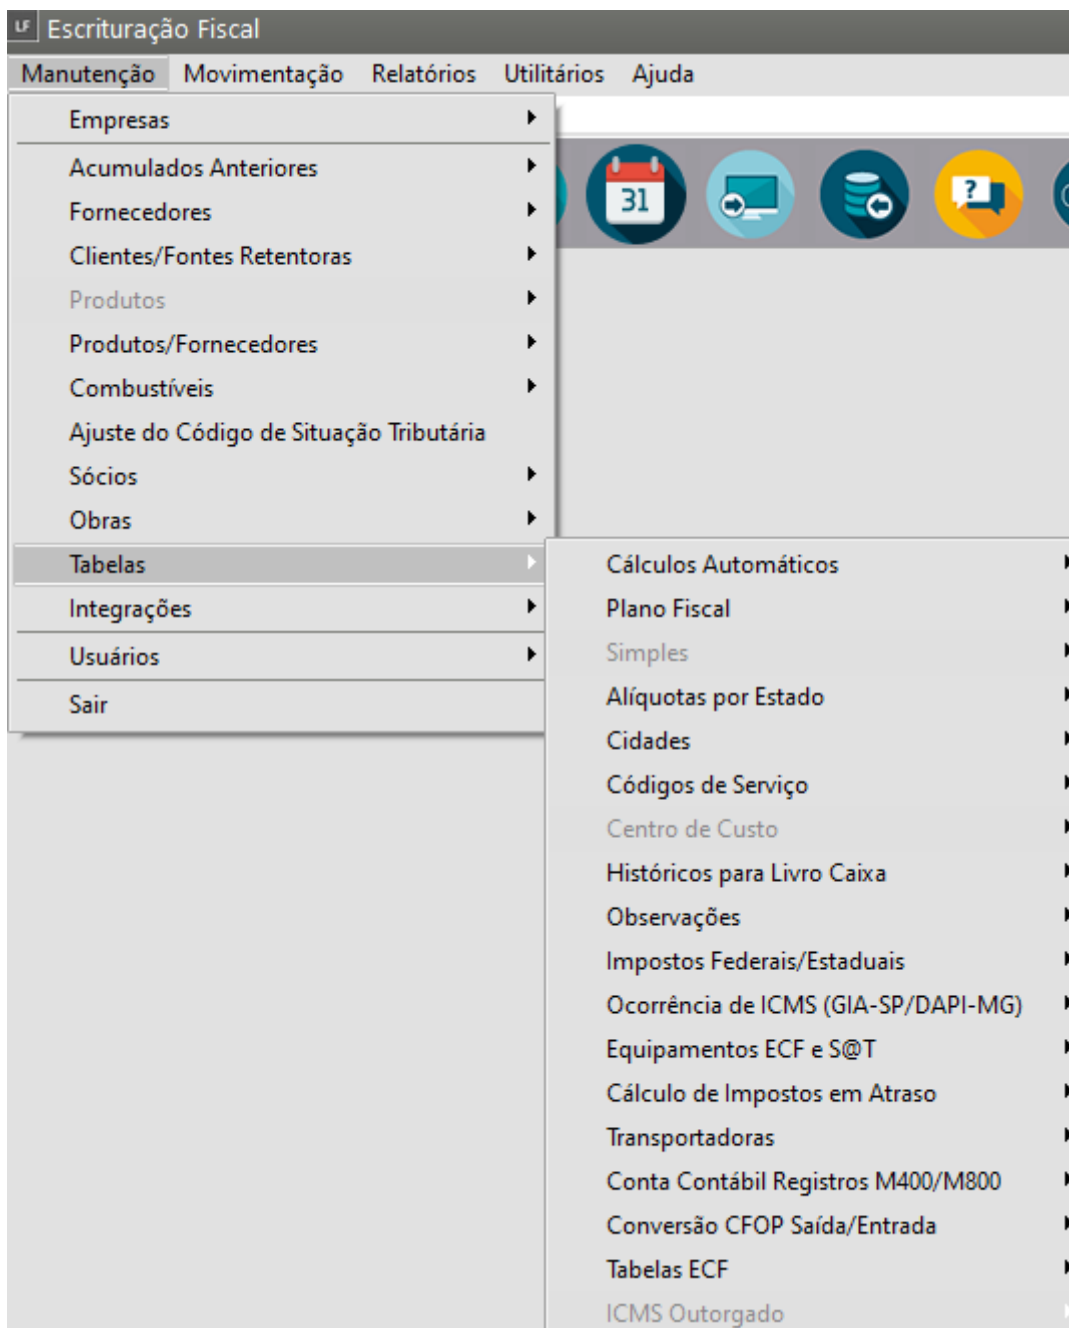 LF Escrituração Fiscal
Manutenção Movimentação Relatórios Utilitários Ajuda
Empresas
Acumulados Anteriores
Fornecedores
Clientes/Fontes Retentoras
Produtos
Produtos/Fornecedores
Combustíveis
Ajuste do Código de Situação Tributária
Sócios
Obras
Tabelas
Integrações
Usuários
Sair
31
?
Cálculos Automáticos
Plano Fiscal
Simples
Alíquotas por Estado
Cidades
Códigos de Serviço
Centro de Custo
Históricos para Livro Caixa
Observações
Impostos Federais/Estaduais
Ocorrência de ICMS (GIA-SP/DAPI-MG)
Equipamentos ECF e S@T
Cálculo de Impostos em Atraso
Transportadoras
Conta Contábil Registros M400/M800
Conversão CFOP Saída/Entrada
Tabelas ECF
ICMS Outorgado